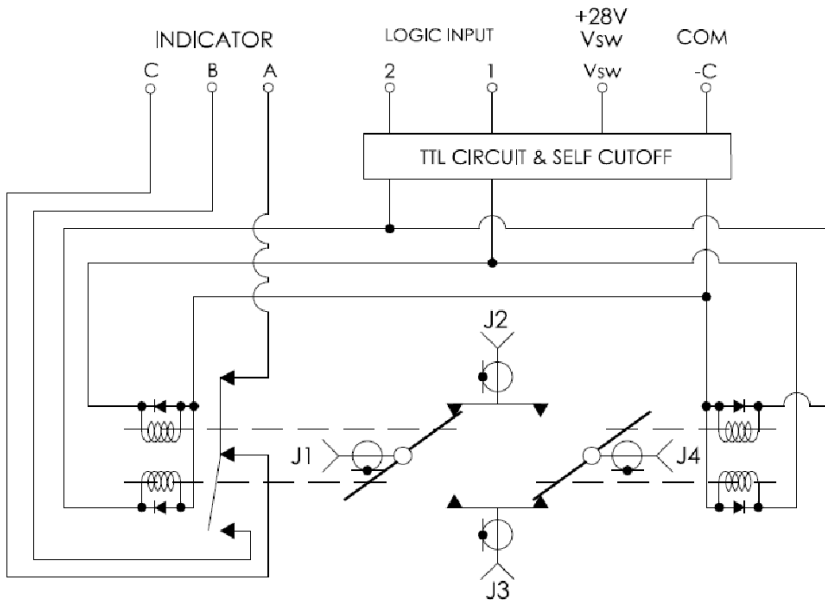 +28V
INDICATOR LOGIC INPUT Vsw COM
C B A 2 1 Vsw -C
TTL CIRCUIT & SELF CUTOFF
J2
J1 J4
J3